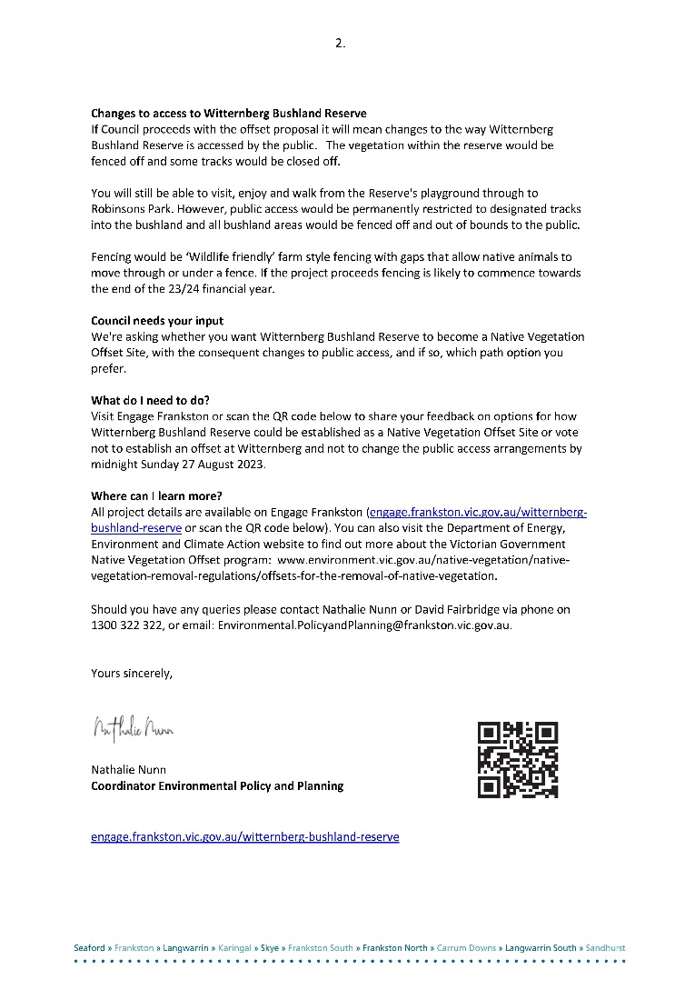 2.
Changes to access to Witternberg Bushland Reserve
If Council proceeds with the offset proposal it will mean changes to the way Witternberg
Bushland Reserve is accessed by the public.   The vegetation within the reserve would be
fenced off and some tracks would be closed off.
You will still be able to visit, enjoy and walk from the Reserve's playground through to
Robinsons Park. However, public access would be permanently restricted to designated tracks
into the bushland and all bushland areas would be fenced off and out of bounds to the public.
Fencing would be ‘Wildlife friendly’ farm style fencing with gaps that allow native animals to
move through or under a fence. If the project proceeds fencing is likely to commence towards
the end of the 23/24 financial year.
Council needs your input
We're asking whether you want Witternberg Bushland Reserve to become a Native Vegetation
Offset Site, with the consequent changes to public access, and if so, which path option you
prefer.
What do I need to do?
Visit Engage Frankston or scan the QR code below to share your feedback on options for how
Witternberg Bushland Reserve could be established as a Native Vegetation Offset Site or vote
not to establish an offset at Witternberg and not to change the public access arrangements by
midnight Sunday 27 August 2023.
Where can I learn more?
All project details are available on Engage Frankston (engage.frankston.vic.gov.au/witternberg-
bushland-reserve or scan the QR code below). You can also visit the Department of Energy,
Environment and Climate Action website to find out more about the Victorian Government
Native Vegetation Offset program:  www.environment.vic.gov.au/native-vegetation/native-
vegetation-removal-regulations/offsets-for-the-removal-of-native-vegetation.
Should you have any queries please contact Nathalie Nunn or David Fairbridge via phone on
1300 322 322, or email: Environmental.PolicyandPlanning@frankston.vic.gov.au.
Yours sincerely,
Nathalie Nunn
Nathalie Nunn
Coordinator Environmental Policy and Planning
engage.frankston.vic.gov.au/witternberg-bushland-reserve
Seaford » Frankston » Langwarrin » Karingal » Skye » Frankston South » Frankston North » Carrum Downs » Langwarrin South » Sandhurst